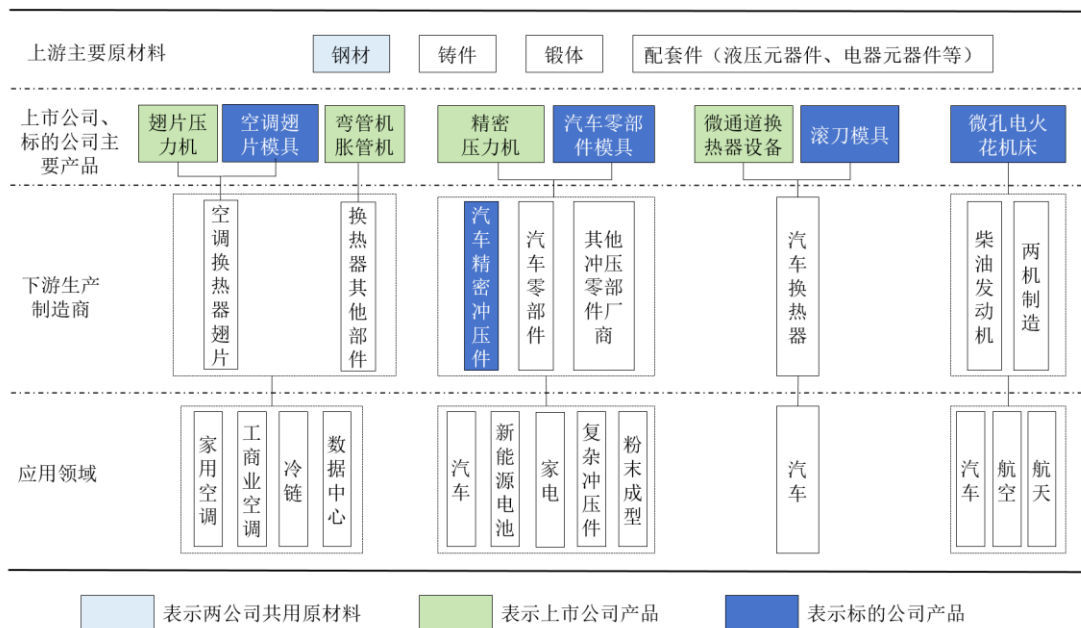 上游主要原材料
钢材
铸件
锻体
配套件（液压元器件、电器元器件等）
上市公司、
标的公司主
要产品
翅片压
力机
空调翅
片模具
弯管机
胀管机
精密
压力机
汽车零部
件模具
微通道换
热器设备
滚刀模具
微孔电火
花机床
下游生产
制造商
空调换热器翅片
换热器其他部件
汽车精密冲压件
汽车零部件
其他
冲压
零部
件厂
商
汽车换热器
柴油发动机
两机制造
应用领域
家用空调
工商业空调
冷链
数据中心
汽车
新能源电池
家电
复杂冲压件
粉末成型
汽车
汽车
航空
航天
表示两公司共用原材料
表示上市公司产品
表示标的公司产品